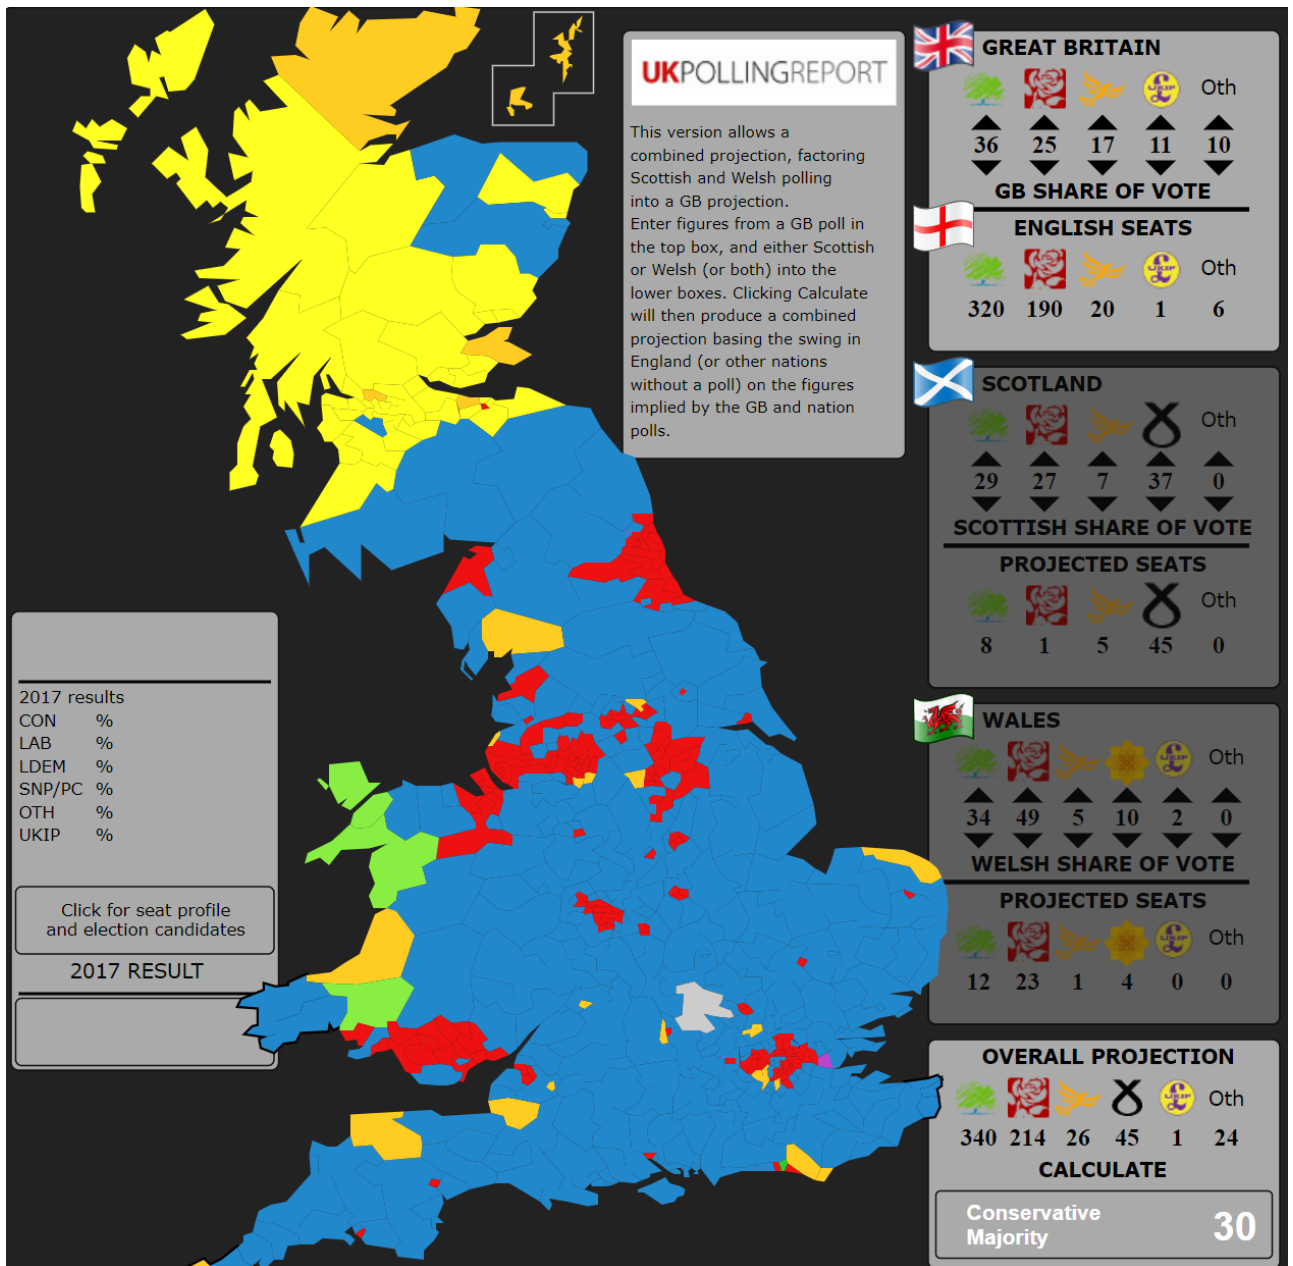 UKPOLLINGREPORT
This version allows a
combined projection, factoring
Scottish and Welsh polling
into a GB projection.
Enter figures from a GB poll in
the top box, and either Scottish
or Welsh (or both) into the
lower boxes. Clicking Calculate
will then produce a combined
projection basing the swing in
England (or other nations
without a poll) on the figures
implied by the GB and nation
polls.
GREAT BRITAIN
UKIP £ Oth
36 25 17 11 10
GB SHARE OF VOTE
ENGLISH SEATS
UKIP £ Oth
320 190 20 1 6
SCOTLAND
Oth
29 27 7 37 0
SCOTTISH SHARE OF VOTE
PROJECTED SEATS
Oth
8 1 5 45 0
WALES
UKIP £ Oth
34 49 5 10 2 0
WELSH SHARE OF VOTE
PROJECTED SEATS
UKIP £ Oth
12 23 1 4 0 0
OVERALL PROJECTION
UKIP £ Oth
340 214 26 45 1 24
CALCULATE
Conservative
Majority 30
2017 results
CON %
LAB %
LDEM %
SNP/PC %
OTH %
UKIP %
Click for seat profile
and election candidates
2017 RESULT